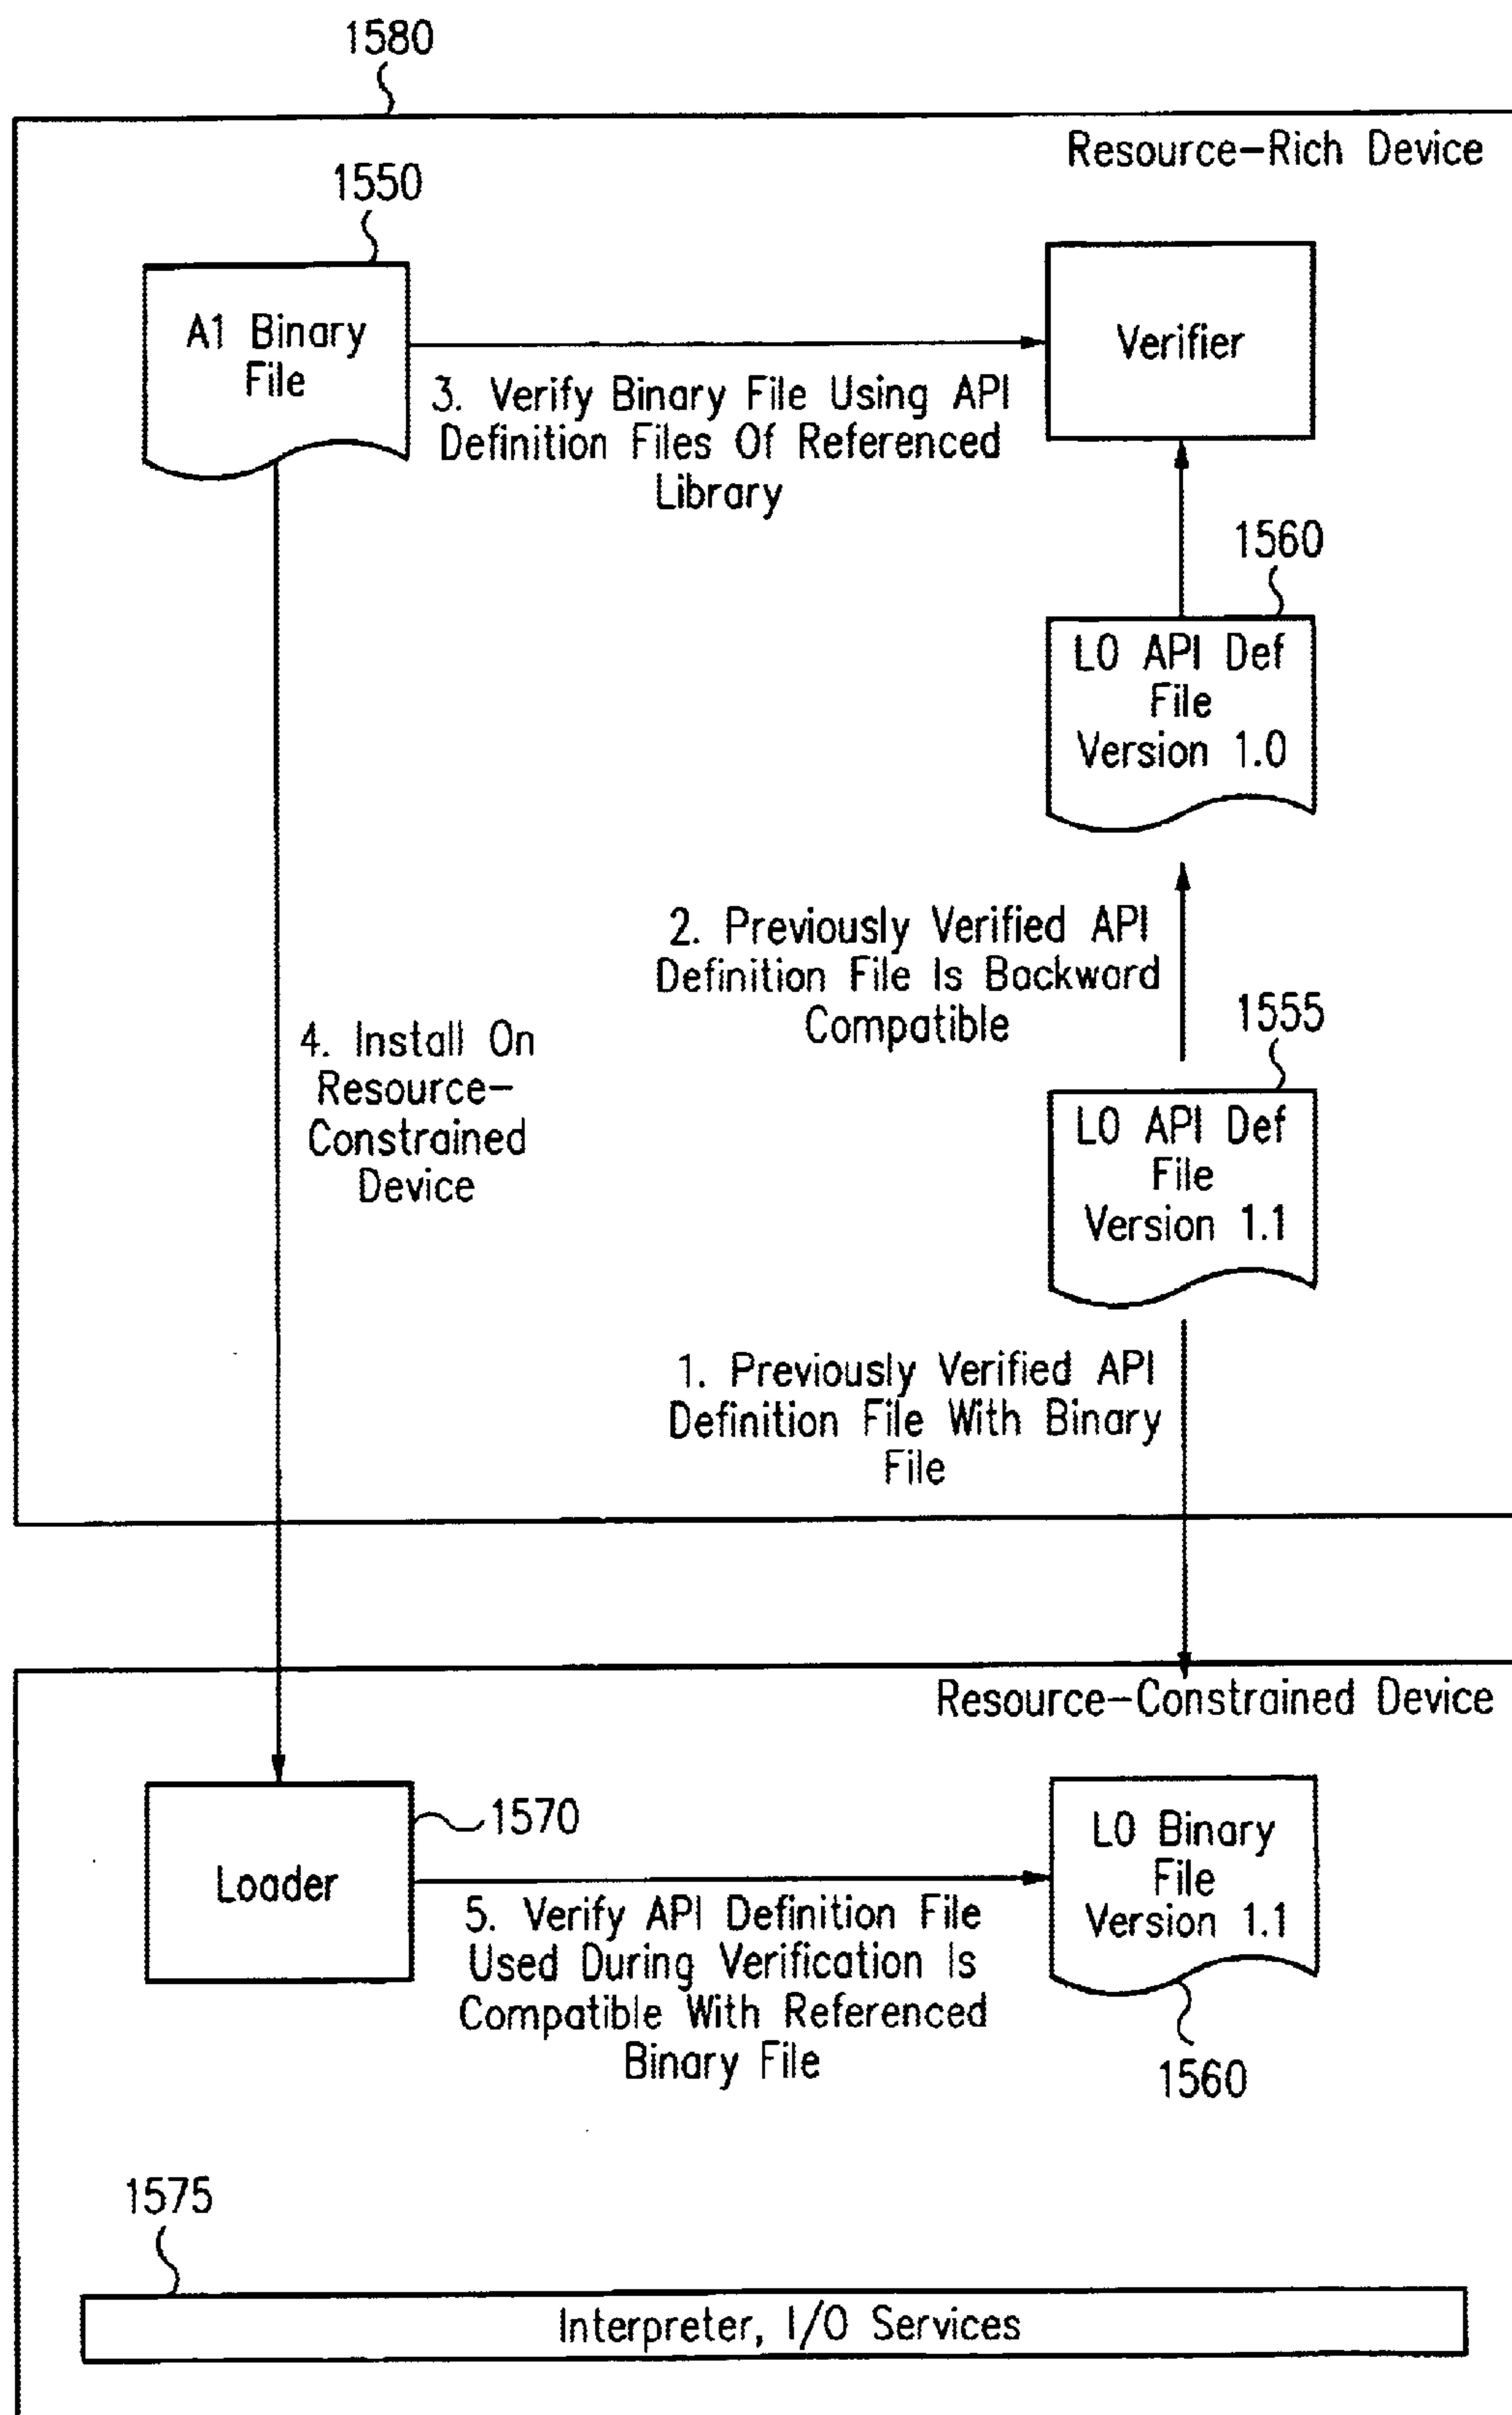 1580
Resource-Rich Device
1550
A1 Binary
File
Verifier
3. Verify Binary File Using API
Definition Files Of Referenced
Library
1560
L0 API Def
File
Version 1.0
2. Previously Verified API
Definition File Is Backward
Compatible
1555
4. Install On
Resource-
Constrained
Device
L0 API Def
File
Version 1.1
1. Previously Verified API
Definition File With Binary
File
Resource-Constrained Device
Loader
1570
L0 Binary
File
Version 1.1
5. Verify API Definition File
Used During Verification Is
Compatible With Referenced
Binary File
1560
1575
Interpreter, I/O Services